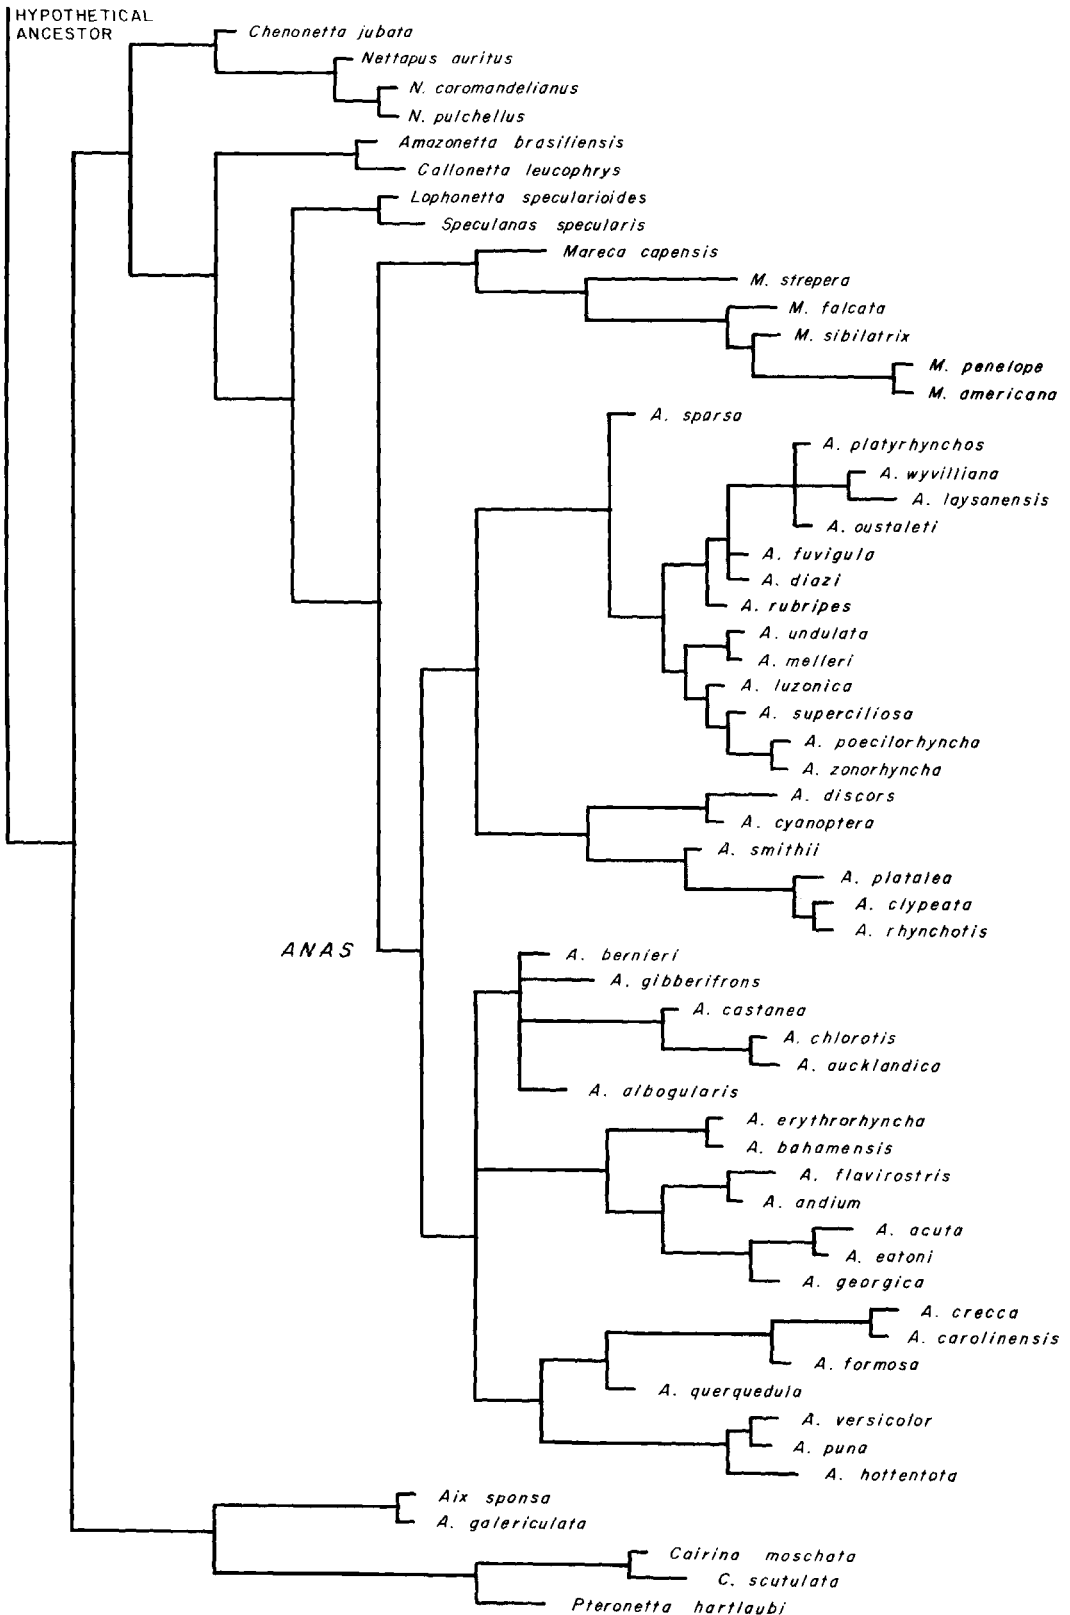 HYPOTHETICAL
ANCESTOR
Chenonetta jubata
Nettapus auritus
N. coromandelianus
N. pulchellus
Amazonetta brasiliensis
Callonetta leucophrys
Lophonetta specularioides
Speculanas specularis
Mareca capensis
M. strepera
M. falcata
M. sibilatrix
M. penelope
M. americana
A. sparsa
A. platyrhynchos
A. wyvilliana
A. laysanensis
A. oustaleti
A. fuvigula
A. diazi
A. rubripes
A. undulata
A. melleri
A. luzonica
A. superciliosa
A. poecilorhyncha
A. zonorhyncha
A. discors
A. cyanoptera
A. smithii
A. platalea
A. clypeata
A. rhynchotis
ANAS
A. bernieri
A. gibberifrons
A. castanea
A. chlorotis
A. aucklandica
A. albogularis
A. erythrorhyncha
A. bahamensis
A. flavirostris
A. andium
A. acuta
A. eatoni
A. georgica
A. crecca
A. carolinensis
A. formosa
A. querquedula
A. versicolor
A. puna
A. hottentota
Aix sponsa
A. galericulata
Cairina moschata
C. scutulata
Pteronetta hartlaubi